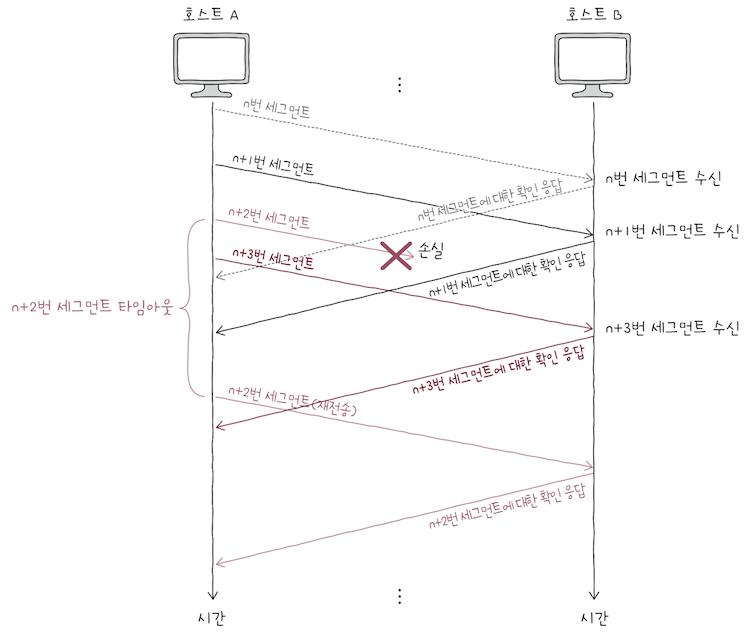 호스트 A
호스트 B
n번 세그먼트
n+1번 세그먼트
n번 세그먼트 수신
n번 세그먼트에 대한 확인 응답
n+2번 세그먼트
n+1번 세그먼트 수신
손실
n+3번 세그먼트
n+1번 세그먼트에 대한 확인 응답
n+2번 세그먼트 타임아웃
n+3번 세그먼트 수신
n+3번 세그먼트에 대한 확인 응답
n+2번 세그먼트(재전송)
n+2번 세그먼트에 대한 확인 응답
시간
시간